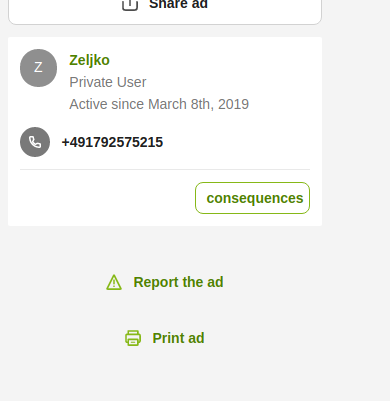 Share ad
Z
Zeljko
Private User
Active since March 8th, 2019
+491792575215
consequences
Report the ad
Print ad